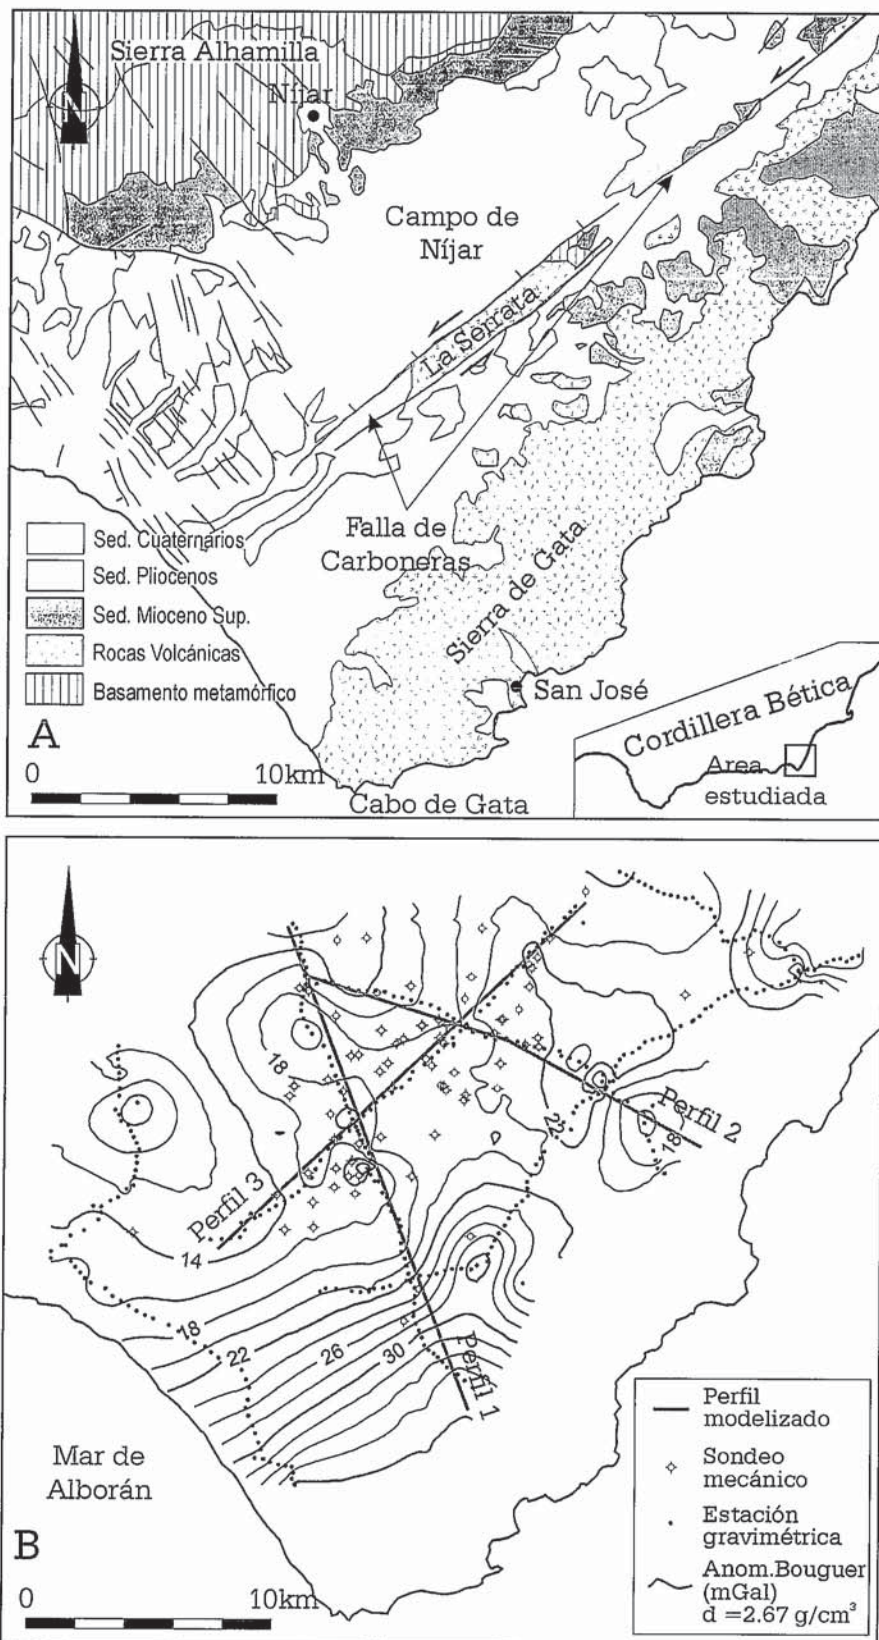 Sierra Alhamilla
N
Níjar
Campo de
Níjar
La Serrata
Falla de
Carboneras
Sierra de Gata
Sed. Cuaternários
Sed. Pliocenos
Sed. Mioceno Sup.
Rocas Volcánicas
Basamento metamórfico
San José
A
0 10km
Cabo de Gata
Cordillera Bética
Area
estudiada
N
18
22
Perfil 2
18
Perfil 3
14
18
22
26
30
Perfil 1
Mar de
Alborán
B
0 10km
Perfil
modelizado
Sondeo
mecánico
Estación
gravimétrica
Anom.Bouguer
(mGal)
d =2.67 g/cm³